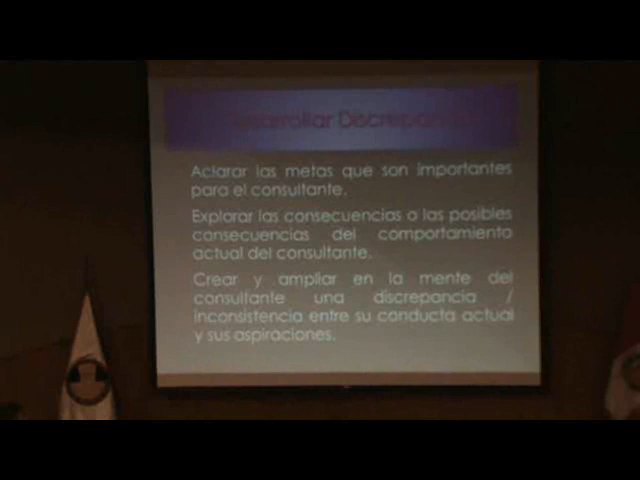 Desarrollar Discrepancia
Aclarar las metas que son importantes
para el consultante.
Explorar las consecuencias o las posibles
consecuencias del comportamiento
actual del consultante.
Crear y ampliar en la mente del
consultante una discrepancia /
inconsistencia entre su conducta actual
y sus aspiraciones.